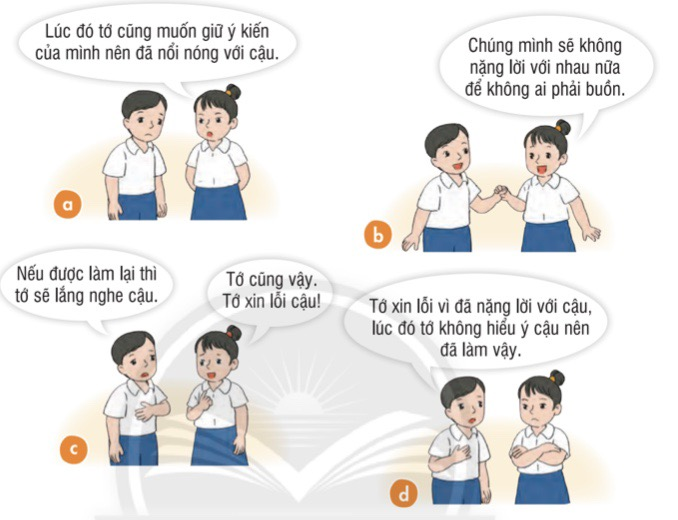 Lúc đó tớ cũng muốn giữ ý kiến
của mình nên đã nổi nóng với cậu.
a
Chúng mình sẽ không
nặng lời với nhau nữa
để không ai phải buồn.
b
Nếu được làm lại thì
tớ sẽ lắng nghe cậu.
Tớ cũng vậy.
Tớ xin lỗi cậu!
c
Tớ xin lỗi vì đã nặng lời với cậu,
lúc đó tớ không hiểu ý cậu nên
đã làm vậy.
d